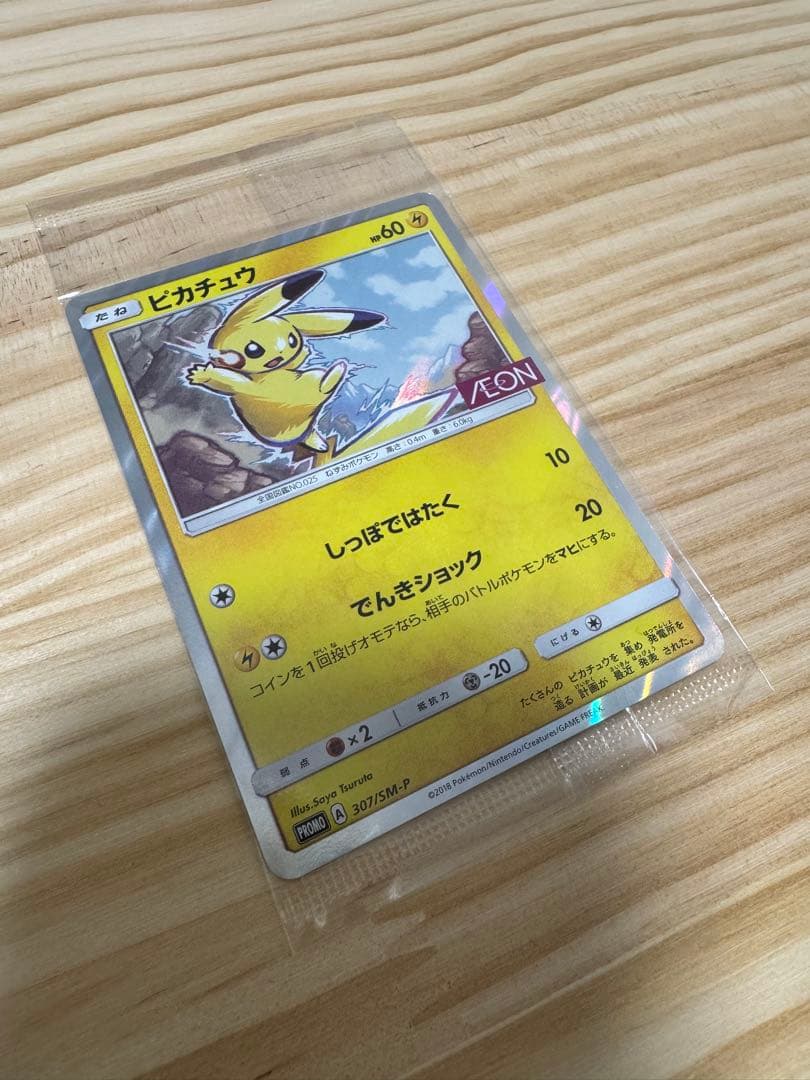 たね ピカチュウ HP60
ÆON
全国図鑑NO.025 ねずみポケモン 高さ:0.4m 重さ:6.0kg
しっぽではたく 10
でんきショック 20
コインを1回投げオモテなら、相手のバトルポケモンをマヒにする。
弱点 ×2 抵抗力 -20 にげる
たくさんの ピカチュウを 集め 発電所を
造る 計画が 最近 発表 された。
Illus.Saya Tsuruta
PROMO A 307/SM-P
©2018 Pokémon/Nintendo/Creatures/GAME FREAK